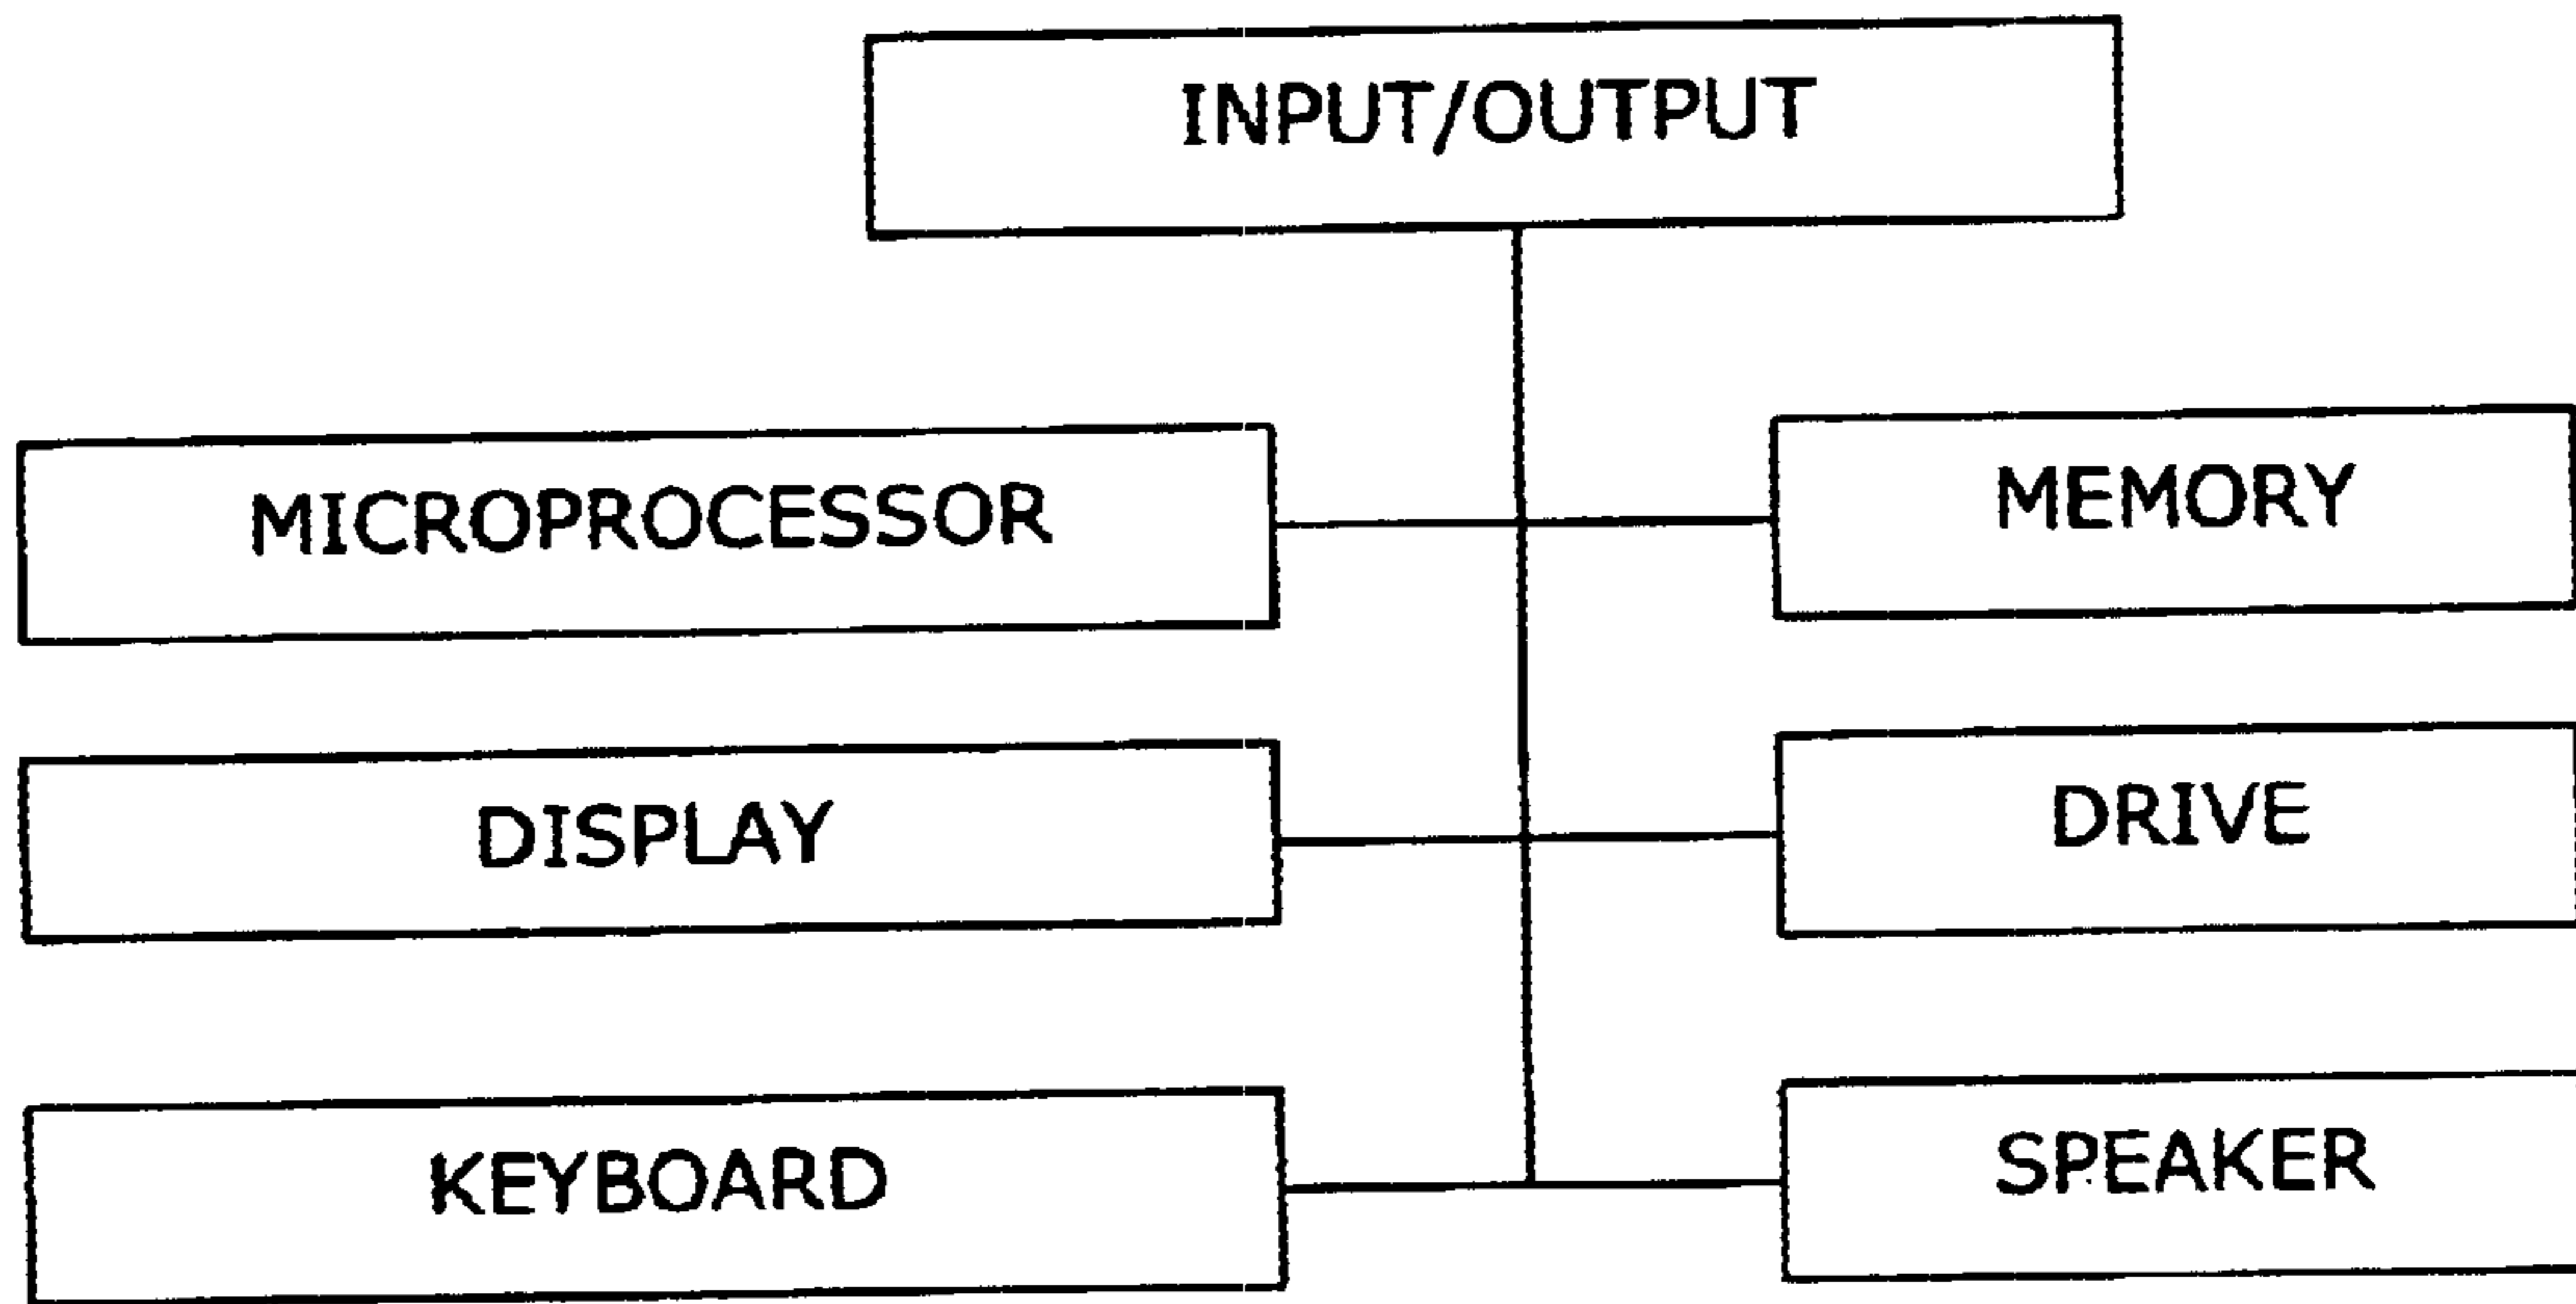 INPUT/OUTPUT
MICROPROCESSOR
MEMORY
DISPLAY
DRIVE
KEYBOARD
SPEAKER